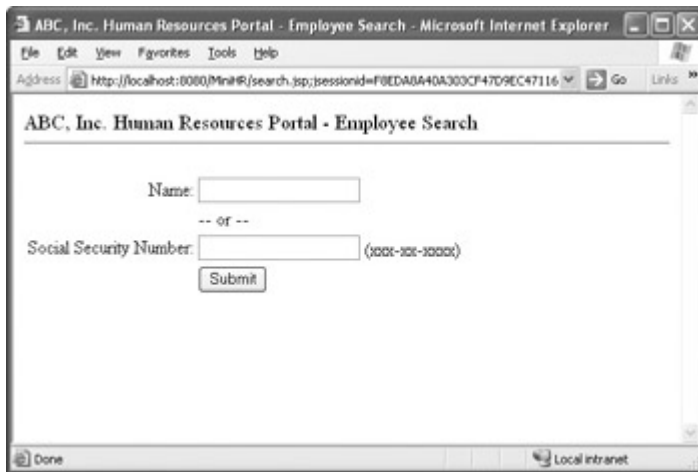 ABC, Inc. Human Resources Portal - Employee Search - Microsoft Internet Explorer
File Edit View Favorites Tools Help
Address http://localhost:8080/MiniHR/search.jsp;jsessionid=F8EDA8A40A303CF47D9EC47116 Go Links »
ABC, Inc. Human Resources Portal - Employee Search
Name:
-- or --
Social Security Number: (xxx-xx-xxxx)
Submit
Done Local intranet